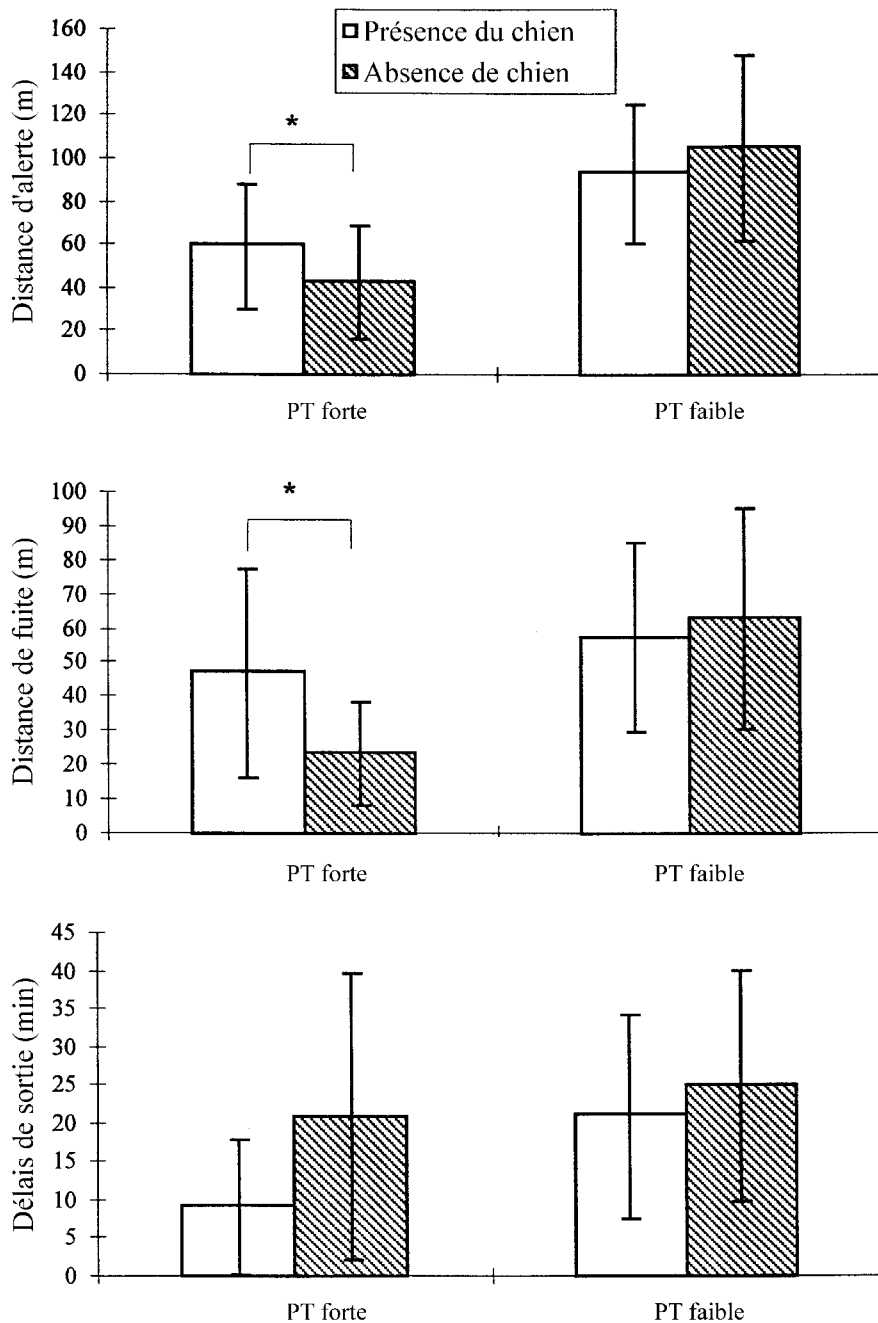 Présence du chien
Absence de chien
Distance d'alerte (m)
160
140
120
100
80
60
40
20
0
*
PT forte
PT faible
Distance de fuite (m)
100
90
80
70
60
50
40
30
20
10
0
*
PT forte
PT faible
Délais de sortie (min)
45
40
35
30
25
20
15
10
5
0
PT forte
PT faible